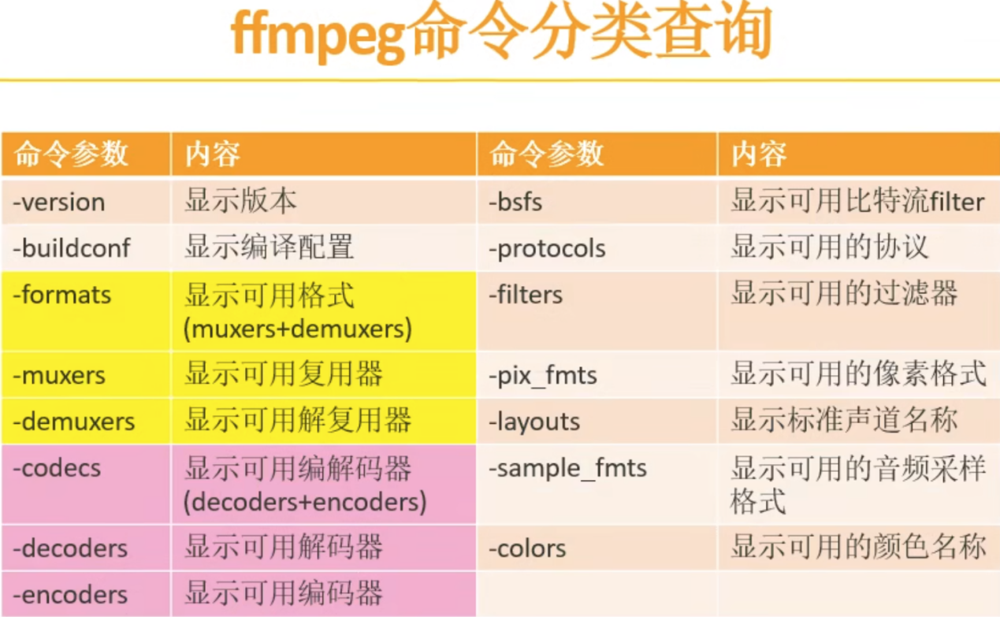 ffmpeg命令分类查询
命令参数 内容 命令参数 内容
-version 显示版本 -bsfs 显示可用比特流filter
-buildconf 显示编译配置 -protocols 显示可用的协议
-formats 显示可用格式 -filters 显示可用的过滤器
(muxers+demuxers)
-muxers 显示可用复用器 -pix_fmts 显示可用的像素格式
-demuxers 显示可用解复用器 -layouts 显示标准声道名称
-codecs 显示可用编解码器 -sample_fmts 显示可用的音频采样
(decoders+encoders) 格式
-decoders 显示可用解码器 -colors 显示可用的颜色名称
-encoders 显示可用编码器